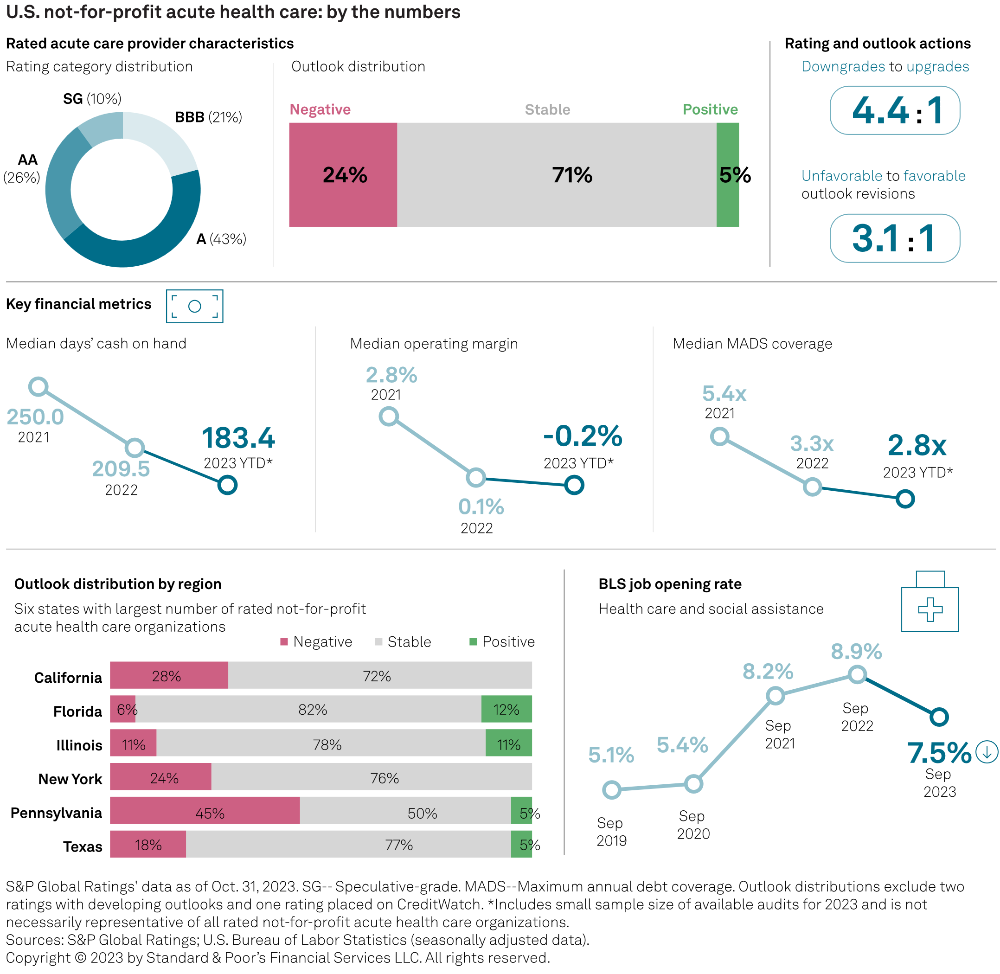 U.S. not-for-profit acute health care: by the numbers
Rated acute care provider characteristics
Rating category distribution
SG (10%)
BBB (21%)
AA
(26%)
A (43%)
Outlook distribution
Negative
Stable
Positive
24%
71%
5%
Rating and outlook actions
Downgrades to upgrades
4.4 : 1
Unfavorable to favorable
outlook revisions
3.1 : 1
Key financial metrics
Median days' cash on hand
250.0
2021
209.5
2022
183.4
2023 YTD*
Median operating margin
2.8%
2021
0.1%
2022
-0.2%
2023 YTD*
Median MADS coverage
5.4x
2021
3.3x
2022
2.8x
2023 YTD*
Outlook distribution by region
Six states with largest number of rated not-for-profit
acute health care organizations
Negative
Stable
Positive
California
28%
72%
Florida
6%
82%
12%
Illinois
11%
78%
11%
New York
24%
76%
Pennsylvania
45%
50%
5%
Texas
18%
77%
5%
BLS job opening rate
Health care and social assistance
5.1%
Sep
2019
5.4%
Sep
2020
8.2%
Sep
2021
8.9%
Sep
2022
7.5%
Sep
2023
S&P Global Ratings' data as of Oct. 31, 2023. SG-- Speculative-grade. MADS--Maximum annual debt coverage. Outlook distributions exclude two
ratings with developing outlooks and one rating placed on CreditWatch. *Includes small sample size of available audits for 2023 and is not
necessarily representative of all rated not-for-profit acute health care organizations.
Sources: S&P Global Ratings; U.S. Bureau of Labor Statistics (seasonally adjusted data).
Copyright © 2023 by Standard & Poor's Financial Services LLC. All rights reserved.